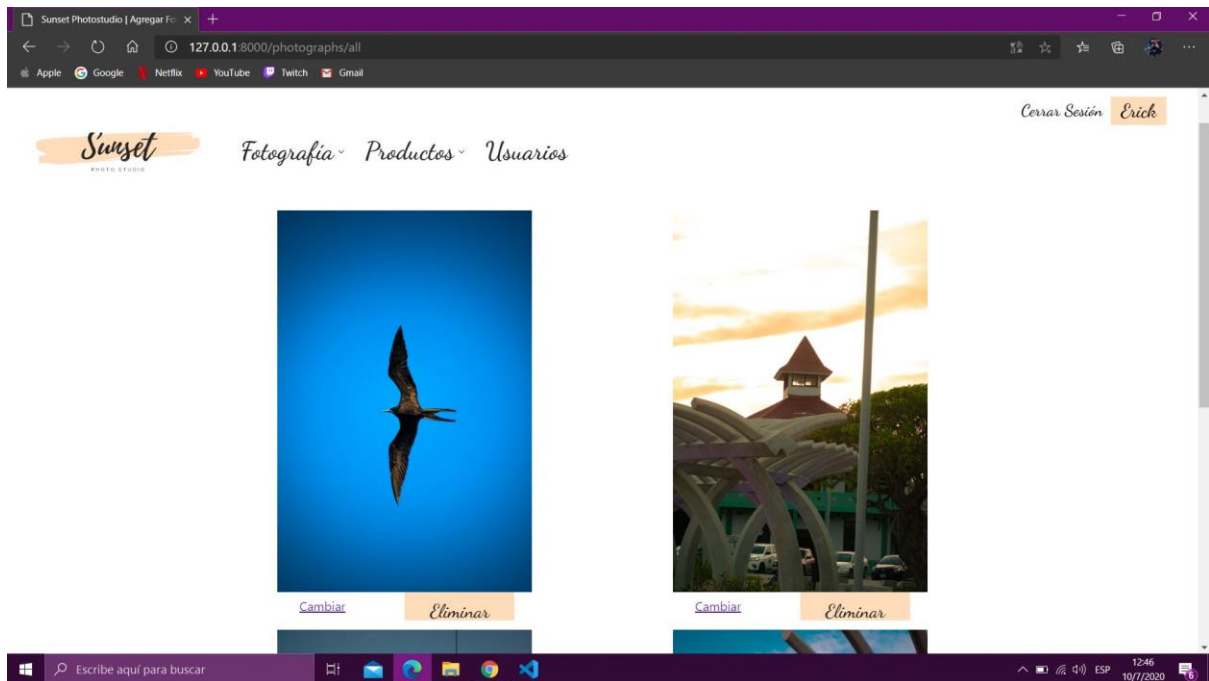 Sunset Photostudio | Agregar Fo
127.0.0.1:8000/photographs/all
Apple Google Netflix YouTube Twitch Gmail
Cerrar Sesión Erick
Sunset
PHOTO STUDIO
Fotografía Productos Usuarios
Cambiar Eliminar Cambiar Eliminar
Escribe aquí para buscar
ESP
12:46
10/7/2020
6